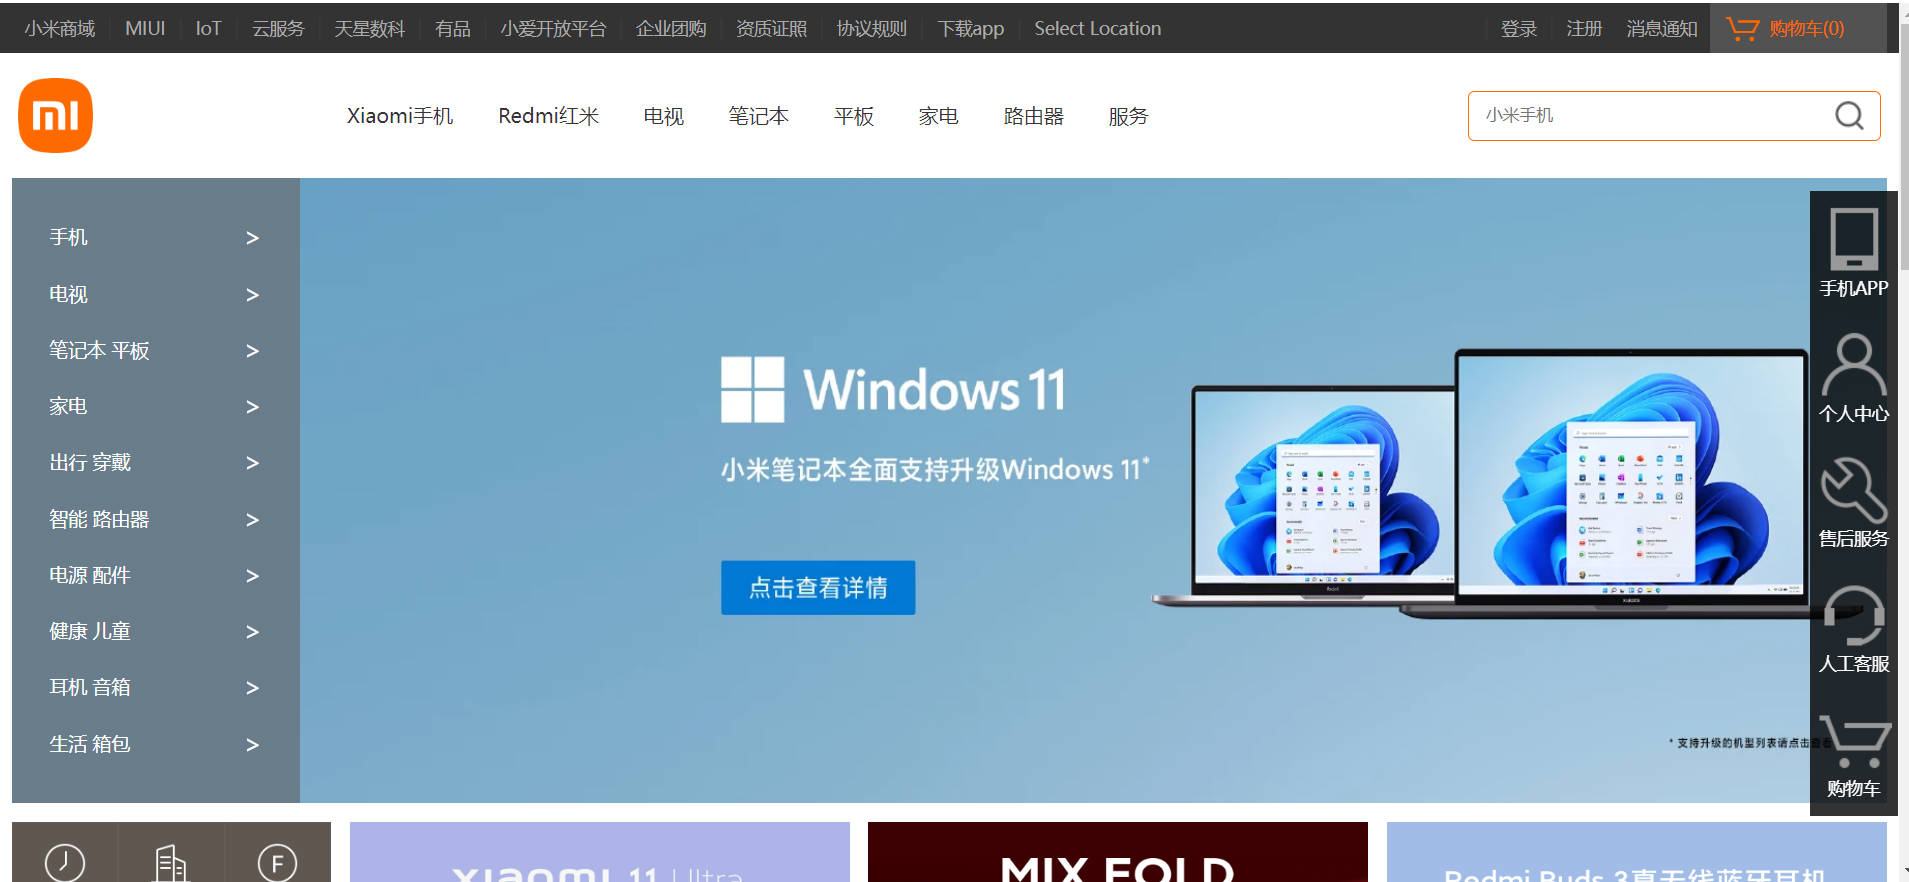 小米商域 MIUI IoT 云服务 天星数科 有品 小爱开放平台 企业团购 资质证照 协议规则 下载app Select Location 登录 注册 消息通知 购物车(0)
Xiaomi手机 Redmi红米 电视 笔记本 平板 家电 路由器 服务 小米手机
手机 >
电视 >
笔记本 平板 >
家电 >
出行 穿戴 >
智能 路由器 >
电源 配件 >
健康 儿童 >
耳机 音箱 >
生活 箱包 >
Windows 11
小米笔记本全面支持升级Windows 11*
点击查看详情
* 支持升级的机型列表请点击查看
手机APP
个人中心
售后服务
人工客服
购物车
xiaomi 11 Ultra
MIX FOLD
Redmi Buds 3真无线蓝牙耳机